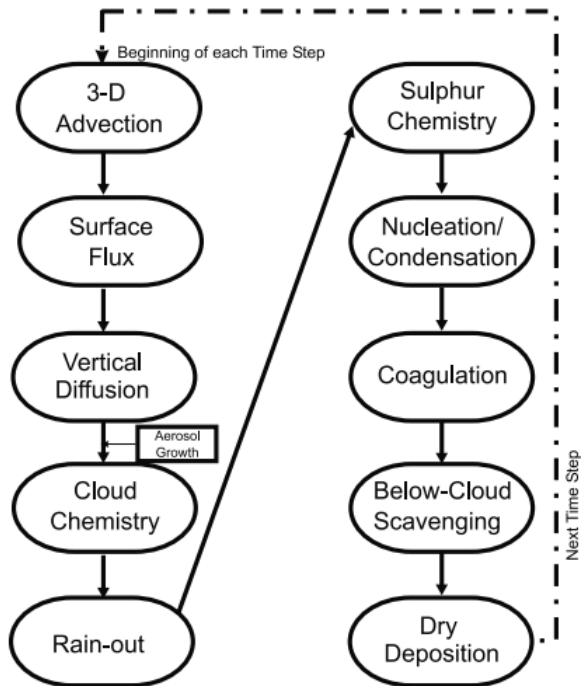 Beginning of each Time Step
3-D
Advection
Surface
Flux
Vertical
Diffusion
Aerosol
Growth
Cloud
Chemistry
Rain-out
Sulphur
Chemistry
Nucleation/
Condensation
Coagulation
Below-Cloud
Scavenging
Dry
Deposition
Next Time Step